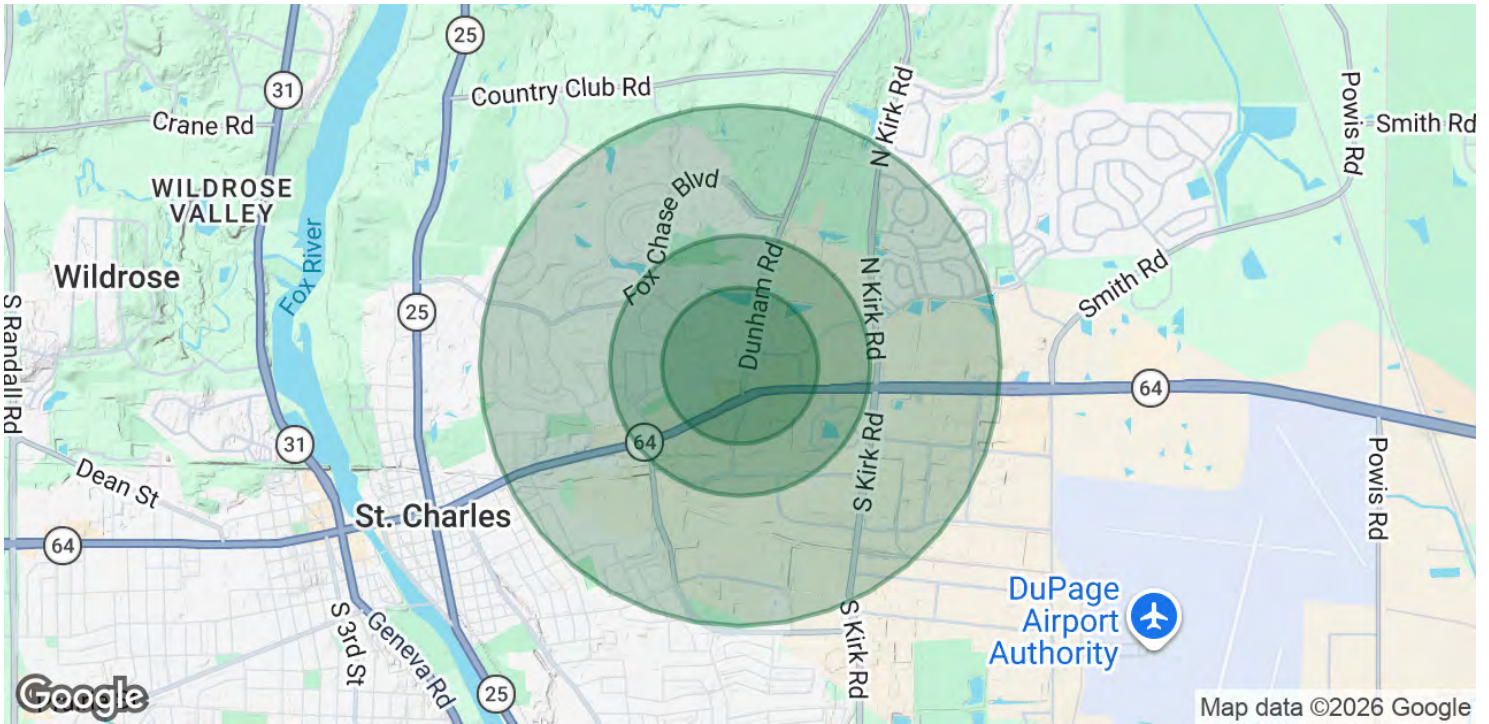 25
31
Country Club Rd
Crane Rd
N Kirk Rd
Powis Rd
Smith Rd
WILDROSE
VALLEY
Fox Chase Blvd
Fox River
Wildrose
Dunham Rd
N Kirk Rd
Smith Rd
S Randall Rd
25
64
31
64
S Kirk Rd
Powis Rd
Dean St
St. Charles
64
DuPage
Airport
Authority
S 3rd St
Geneva Rd
S Kirk Rd
25
Google
Map data ©2026 Google